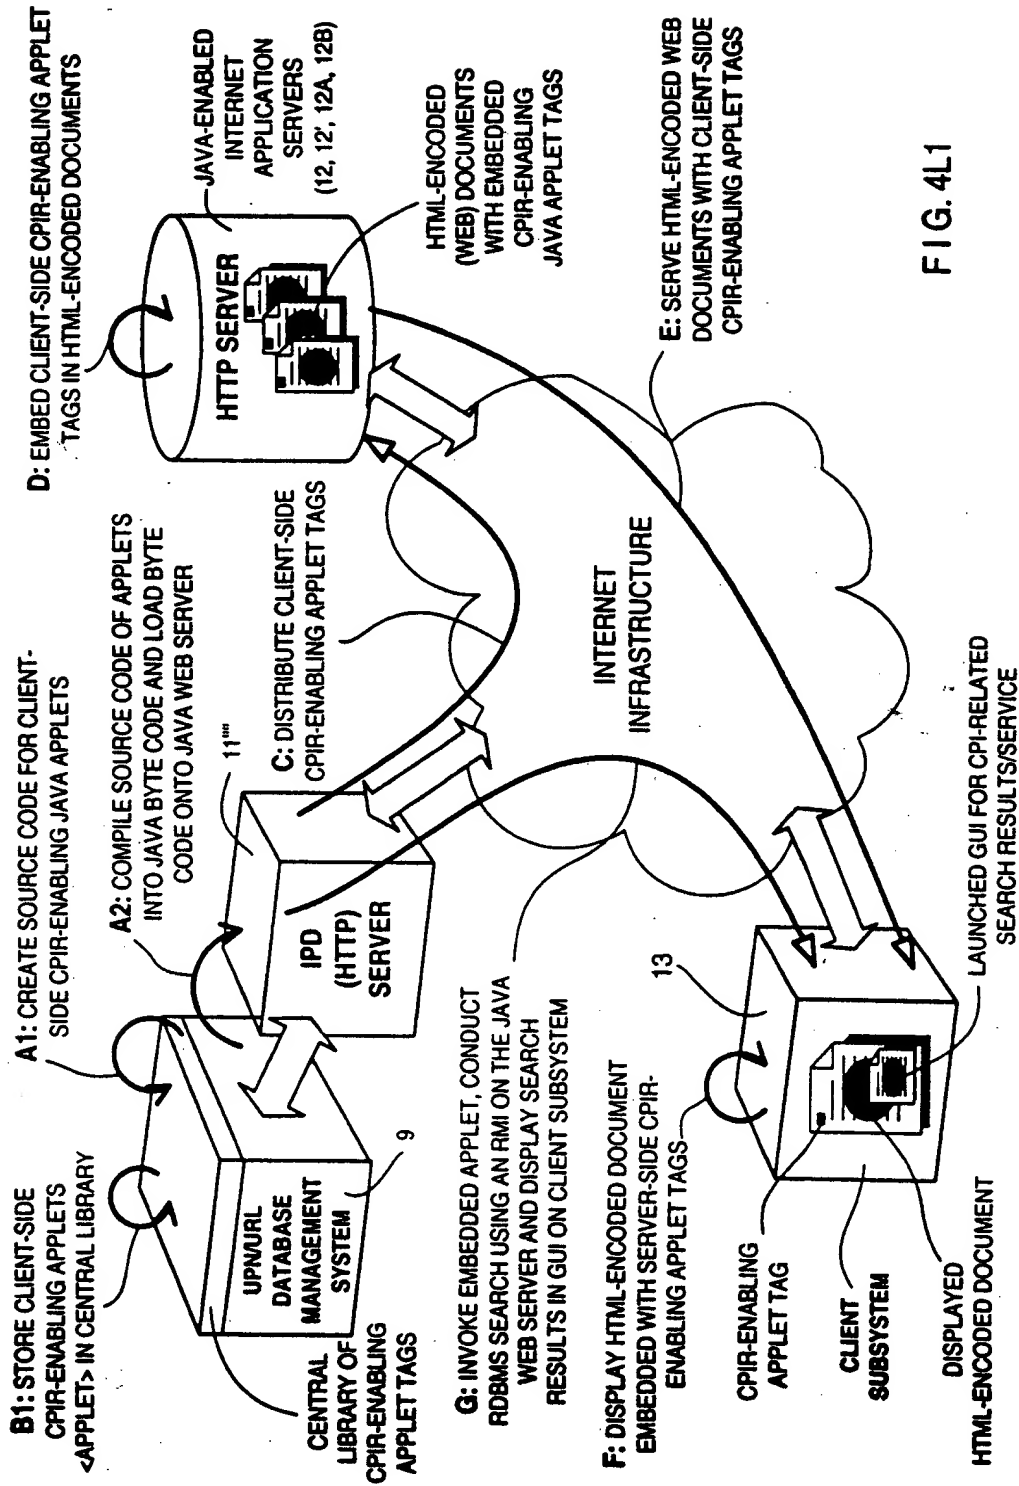 B1: STORE CLIENT-SIDE
CPIR-ENABLING APPLETS
<APPLET> IN CENTRAL LIBRARY
A1: CREATE SOURCE CODE FOR CLIENT-
SIDE CPIR-ENABLING JAVA APPLETS
A2: COMPILE SOURCE CODE OF APPLETS
INTO JAVA BYTE CODE AND LOAD BYTE
CODE ONTO JAVA WEB SERVER
D: EMBED CLIENT-SIDE CPIR-ENABLING APPLET
TAGS IN HTML-ENCODED DOCUMENTS
JAVA-ENABLED
INTERNET
APPLICATION
SERVERS
(12, 12', 12A, 12B)
HTTP SERVER
HTML-ENCODED
(WEB) DOCUMENTS
WITH EMBEDDED
CPIR-ENABLING
JAVA APPLET TAGS
11''''
C: DISTRIBUTE CLIENT-SIDE
CPIR-ENABLING APPLET TAGS
IPD
(HTTP)
SERVER
UPN/URL
DATABASE
MANAGEMENT
SYSTEM
9
CENTRAL
LIBRARY OF
CPIR-ENABLING
APPLET TAGS
G: INVOKE EMBEDDED APPLET, CONDUCT
RDBMS SEARCH USING AN RMI ON THE JAVA
WEB SERVER AND DISPLAY SEARCH
RESULTS IN GUI ON CLIENT SUBSYSTEM
INTERNET
INFRASTRUCTURE
E: SERVE HTML-ENCODED WEB
DOCUMENTS WITH CLIENT-SIDE
CPIR-ENABLING APPLET TAGS
F: DISPLAY HTML-ENCODED DOCUMENT
EMBEDDED WITH SERVER-SIDE CPIR-
ENABLING APPLET TAGS
13
CPIR-ENABLING
APPLET TAG
CLIENT
SUBSYSTEM
DISPLAYED
HTML-ENCODED DOCUMENT
LAUNCHED GUI FOR CPI-RELATED
SEARCH RESULTS/SERVICE
FIG. 4L1